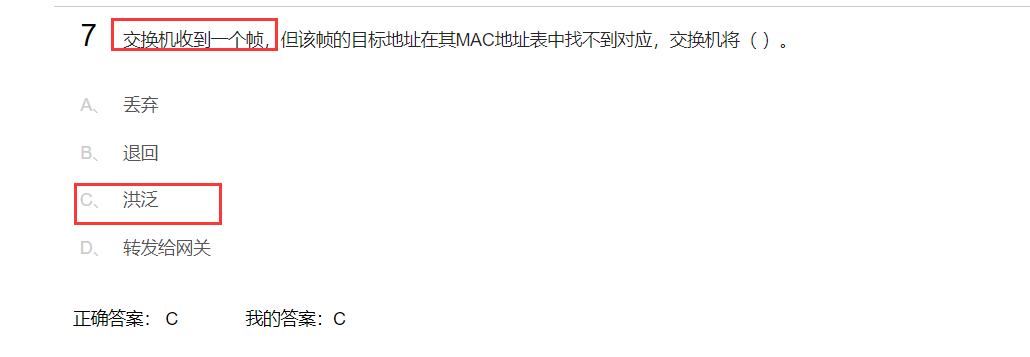 7 交换机收到一个帧，但该帧的目标地址在其MAC地址表中找不到对应，交换机将（ ）。
A、 丢弃
B、 退回
C、 洪泛
D、 转发给网关
正确答案： C 我的答案：C